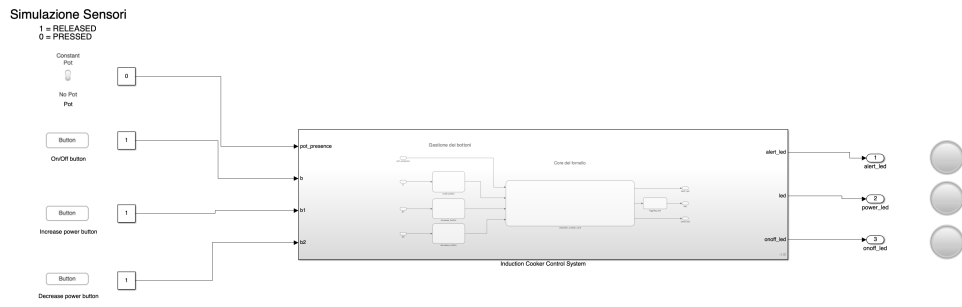 Simulazione Sensori
1 = RELEASED
0 = PRESSED
Constant
Pot
No Pot
Pot
0
Button
On/Off button
1
Button
Increase power button
1
Button
Decrease power button
1
pot_presence
b
b1
b2
Gestione dei bottoni
Core del fornello
alert_led
led
onoff_led
Induction Cooker Control System
1
alert_led
2
power_led
3
onoff_led